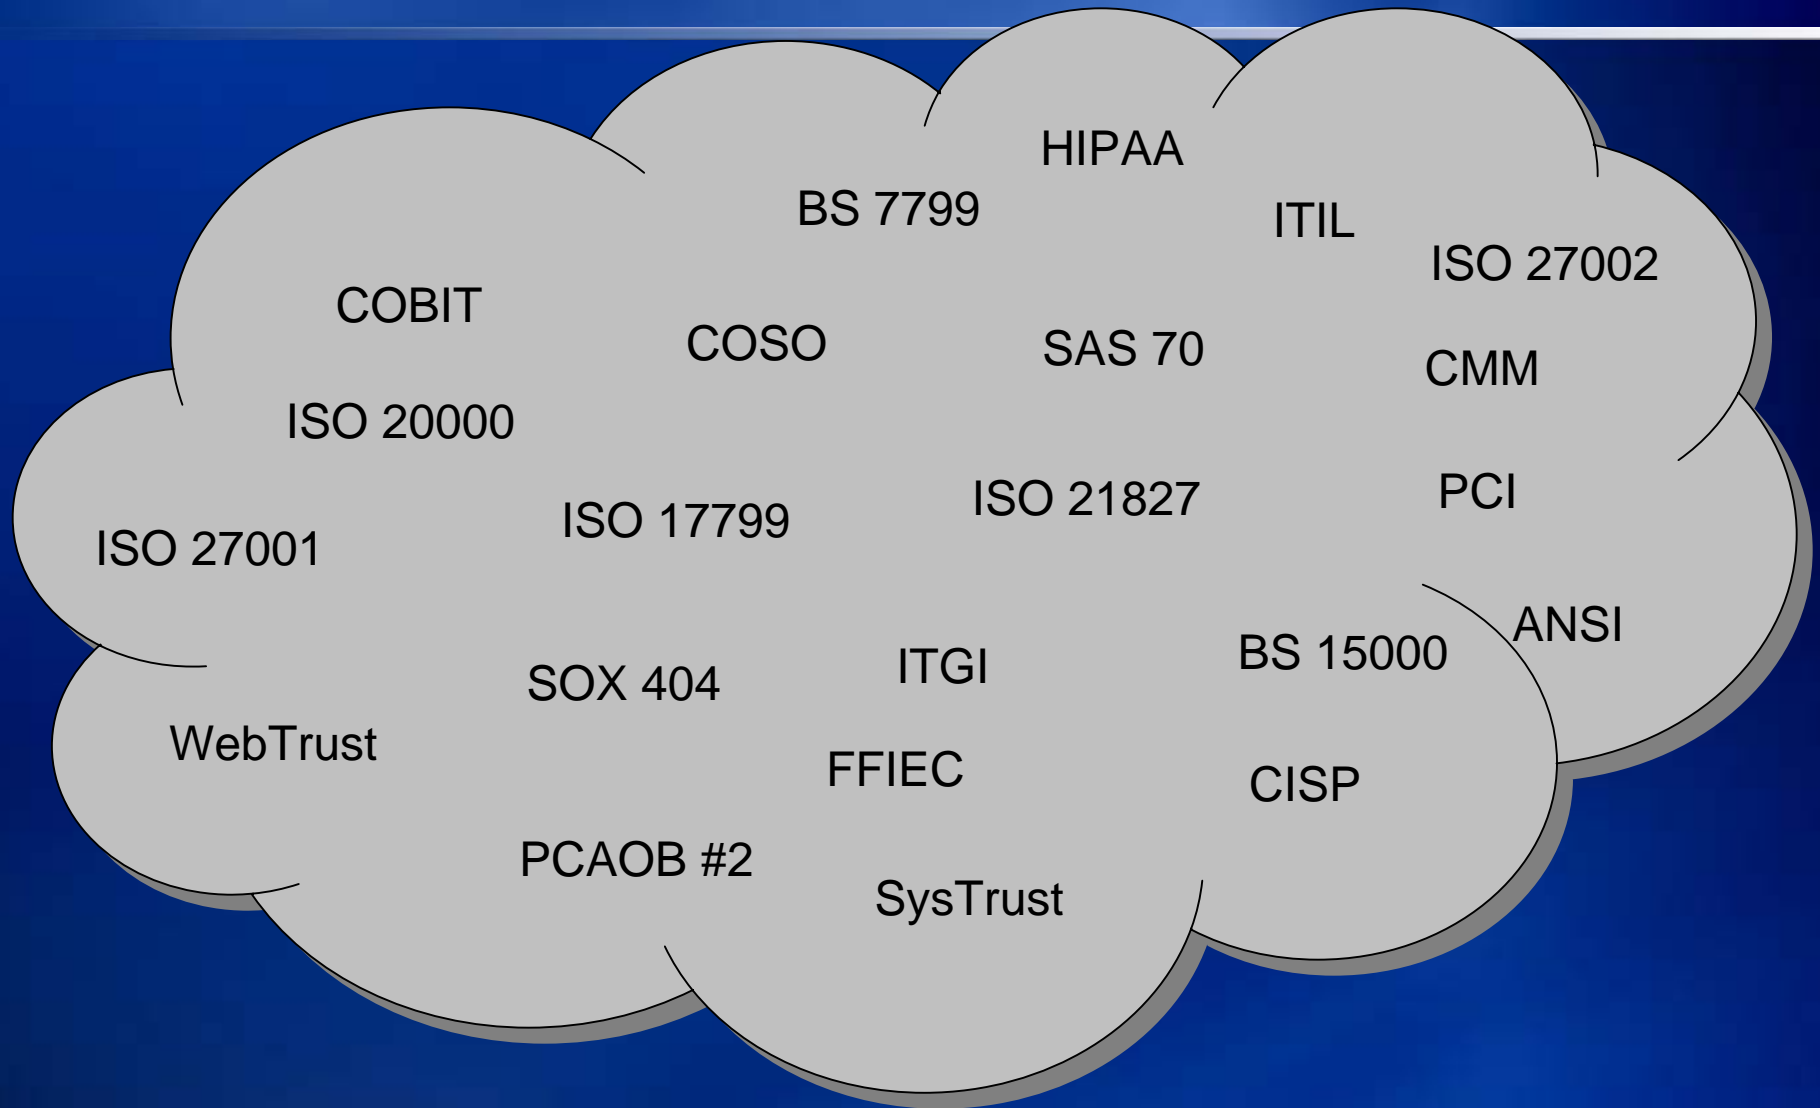 HIPAA
BS 7799
ITIL
ISO 27002
COBIT
COSO
SAS 70
CMM
ISO 20000
ISO 17799
ISO 21827
PCI
ISO 27001
SOX 404
ITGI
BS 15000
ANSI
WebTrust
FFIEC
CISP
PCAOB #2
SysTrust